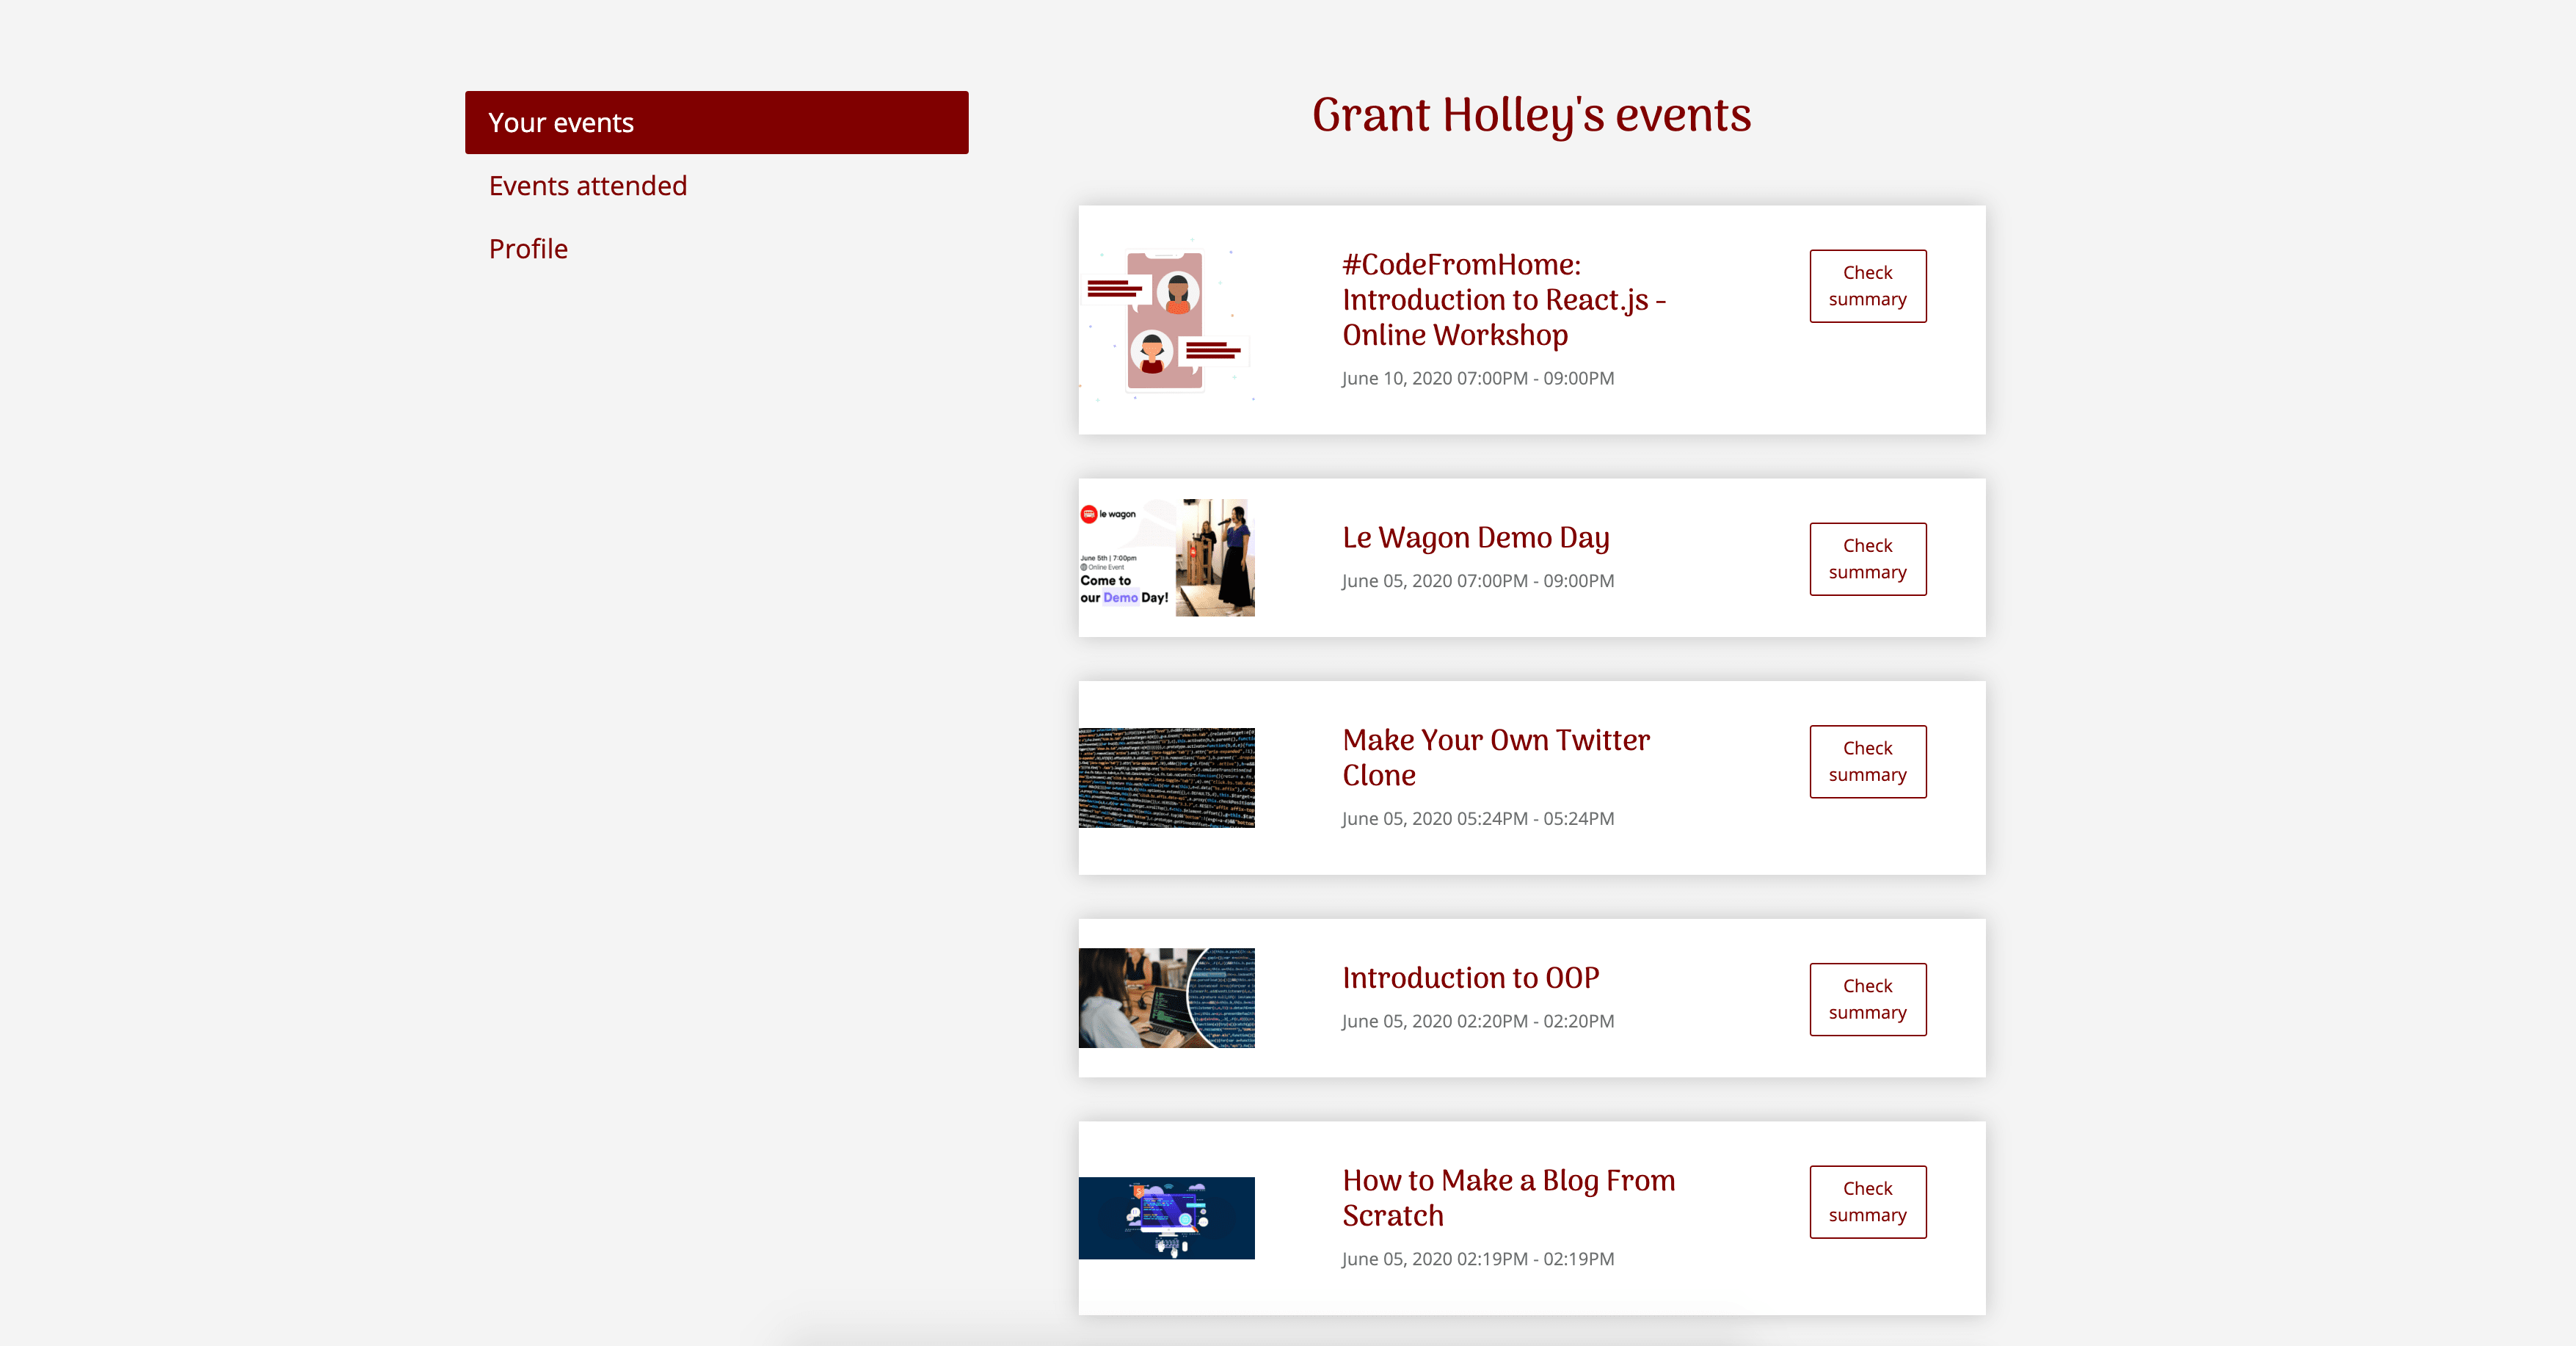 Your events
Events attended
Profile
Grant Holley's events
#CodeFromHome:
Introduction to React.js -
Online Workshop
June 10, 2020 07:00PM - 09:00PM
Check
summary
le wagon
June 5th | 7:00pm
Online Event
Come to
our Demo Day!
Le Wagon Demo Day
June 05, 2020 07:00PM - 09:00PM
Check
summary
Make Your Own Twitter
Clone
June 05, 2020 05:24PM - 05:24PM
Check
summary
Introduction to OOP
June 05, 2020 02:20PM - 02:20PM
Check
summary
How to Make a Blog From
Scratch
June 05, 2020 02:19PM - 02:19PM
Check
summary